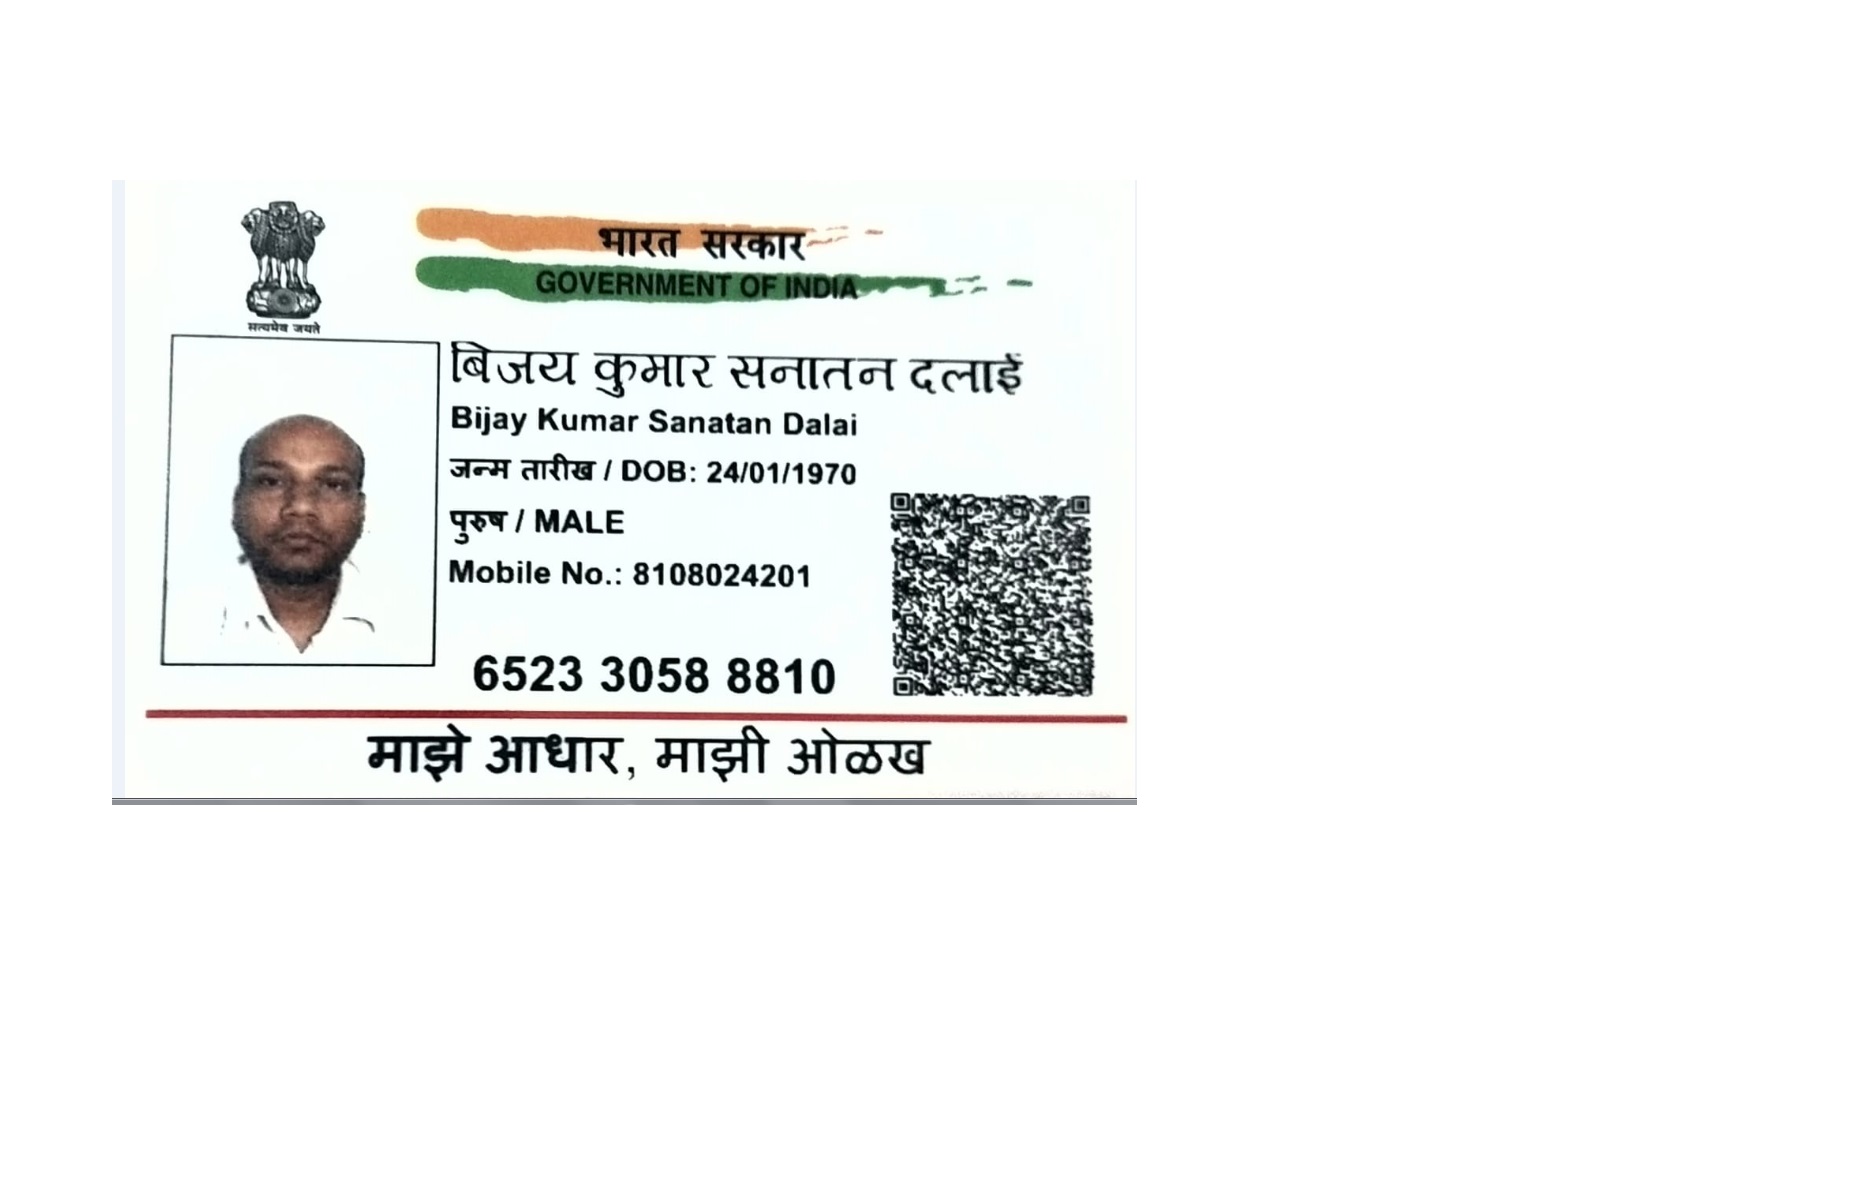 भारत सरकार
GOVERNMENT OF INDIA
सत्यमेव जयते
बिजय कुमार सनातन दलाई
Bijay Kumar Sanatan Dalai
जन्म तारीख / DOB: 24/01/1970
पुरुष / MALE
Mobile No.: 8108024201
6523 3058 8810
माझे आधार, माझी ओळख